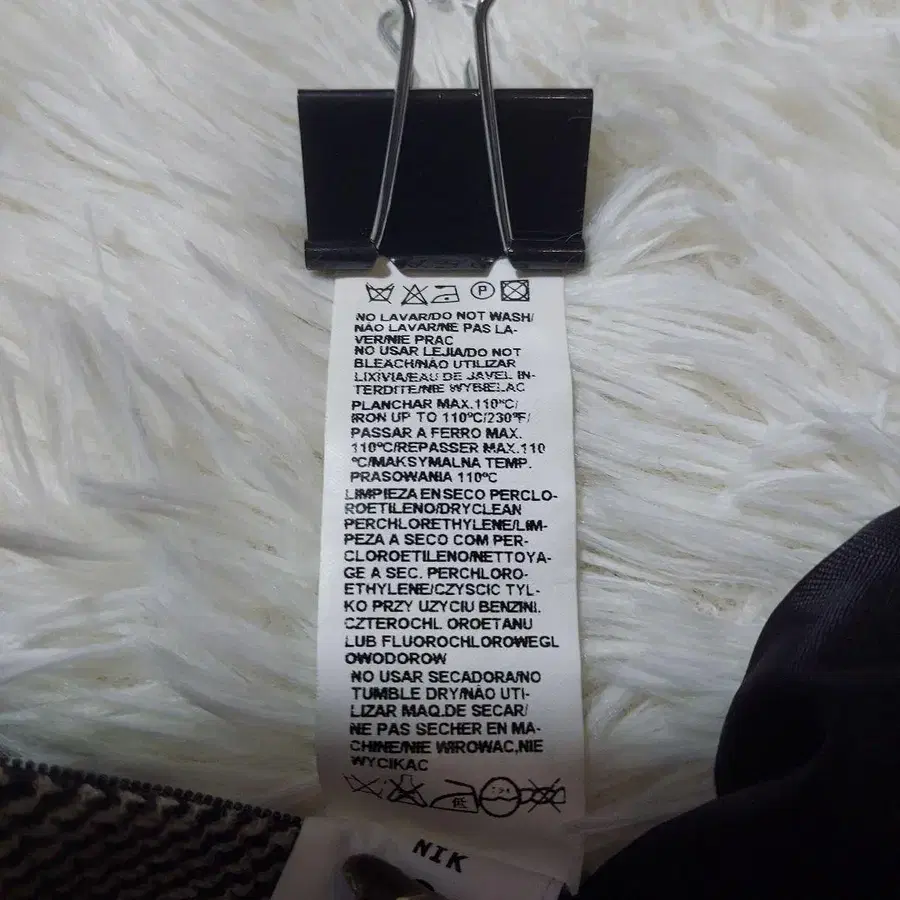 P
NO LAVAR/DO NOT WASH/
NÃO LAVAR/NE PAS LA-
VER/NIE PRAC
NO USAR LEJIA/DO NOT
BLEACH/NÃO UTILIZAR
LIXIVIA/EAU DE JAVEL IN-
TERDITE/NIE WYBIELAC
PLANCHAR MAX.110ºC/
IRON UP TO 110ºC/230ºF/
PASSAR A FERRO MAX.
110ºC/REPASSER MAX.110
ºC/MAKSYMALNA TEMP.
PRASOWANIA 110ºC
LIMPIEZA EN SECO PERCLO-
ROETILENO/DRYCLEAN
PERCHLORETHYLENE/LIM-
PEZA A SECO COM PER-
CLOROETILENO/NETTOYA-
GE A SEC. PERCHLORO-
ETHYLENE/CZYSCIC TYL-
KO PRZY UZYCIU BENZINI.
CZTEROCHL OROETANU
LUB FLUOROCHLOROWEGL
OWODOROW
NO USAR SECADORA/NO
TUMBLE DRY/NÃO UTI-
LIZAR MAQ.DE SECAR/
NE PAS SECHER EN MA-
CHINE/NIE WIROWAC,NIE
WYCIKAC
低
NIK